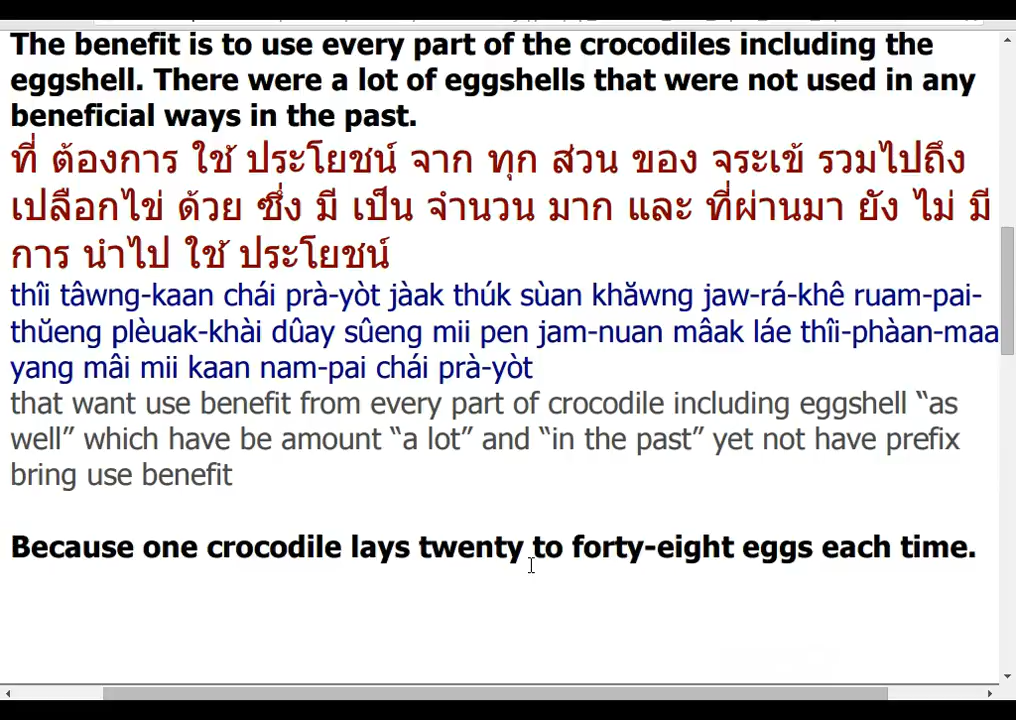 The benefit is to use every part of the crocodiles including the
eggshell. There were a lot of eggshells that were not used in any
beneficial ways in the past.
ที่ ต้องการ ใช้ ประโยชน์ จาก ทุก ส่วน ของ จระเข้ รวมไปถึง
เปลือกไข่ ด้วย ซึ่ง มี เป็น จำนวน มาก และ ที่ผ่านมา ยัง ไม่ มี
การ นำไป ใช้ ประโยชน์
thîi tâwng-kaan chái prà-yòt jàak thúk sùan khǎwng jaw-rá-khê ruam-pai-
thǔeng plèuak-khài dûay sûeng mii pen jam-nuan mâak láe thîi-phàan-maa
yang mâi mii kaan nam-pai chái prà-yòt
that want use benefit from every part of crocodile including eggshell “as
well” which have be amount “a lot” and “in the past” yet not have prefix
bring use benefit
Because one crocodile lays twenty to forty-eight eggs each time.